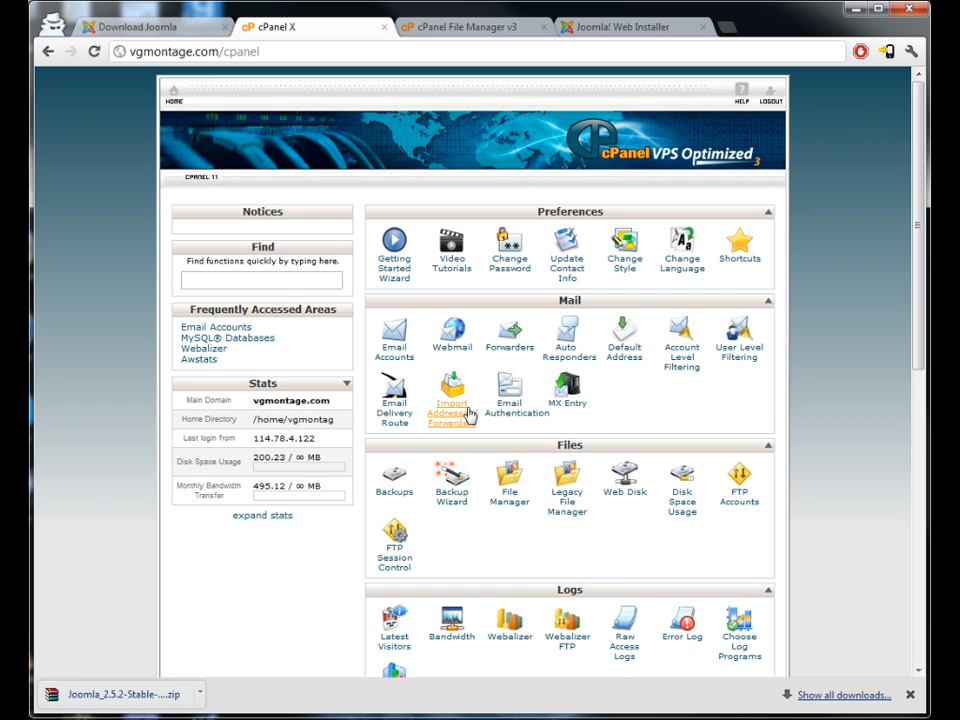 Download Joomla
cPanel X
cPanel File Manager v3
Joomla! Web Installer
vgmontage.com/cpanel
HOME
HELP
LOGOUT
cPanel VPS Optimized 3
CPANEL 11
Notices
Find
Find functions quickly by typing here.
Frequently Accessed Areas
Email Accounts
MySQL® Databases
Webalizer
Awstats
Stats
Main Domain vgmontage.com
Home Directory /home/vgmontag
Last login from 114.78.4.122
Disk Space Usage 200.23 / ∞ MB
Monthly Bandwidth Transfer 495.12 / ∞ MB
expand stats
Preferences
Getting Started Wizard
Video Tutorials
Change Password
Update Contact Info
Change Style
Change Language
Shortcuts
Mail
Email Accounts
Webmail
Forwarders
Auto Responders
Default Address
Account Level Filtering
User Level Filtering
Email Delivery Route
Import
Email Authentication
MX Entry
Files
Backups
Backup Wizard
File Manager
Legacy File Manager
Web Disk
Disk Space Usage
FTP Accounts
FTP Session Control
Logs
Latest Visitors
Bandwidth
Webalizer
Webalizer FTP
Raw Access Logs
Error Log
Choose Log Programs
Joomla_2.5.2-Stable-....zip
Show all downloads...